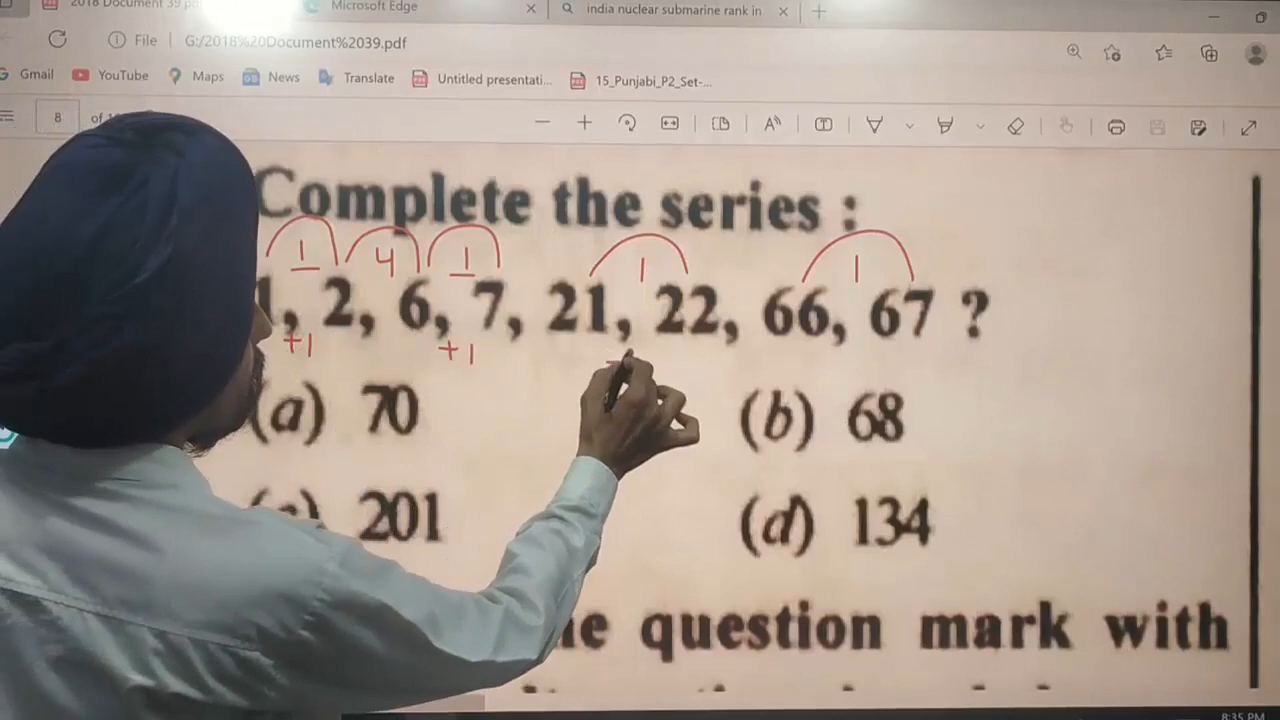 2018 Document 39.pd
Microsoft Edge
india nuclear submarine rank in
File G:/2018%20Document%2039.pdf
Gmail YouTube Maps News Translate Untitled presentati... 15_Punjabi_P2_Set-...
8 of
Complete the series :
1 4 1 1 1
1, 2, 6, 7, 21, 22, 66, 67 ?
+1 +1
(a) 70 (b) 68
201 (d) 134
question mark with
8:35 PM